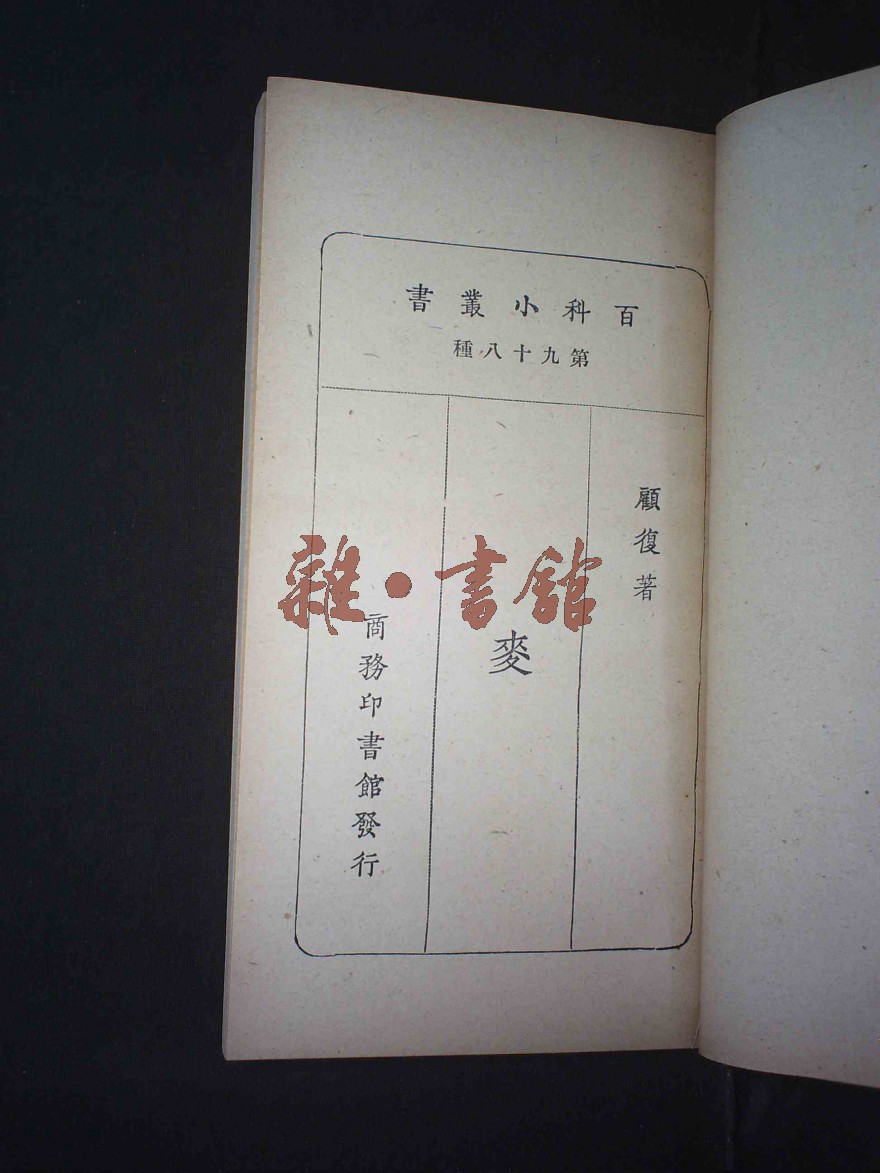 百科小叢書
第九十八種
顧復著
麥
商務印書館發行
雜·書館